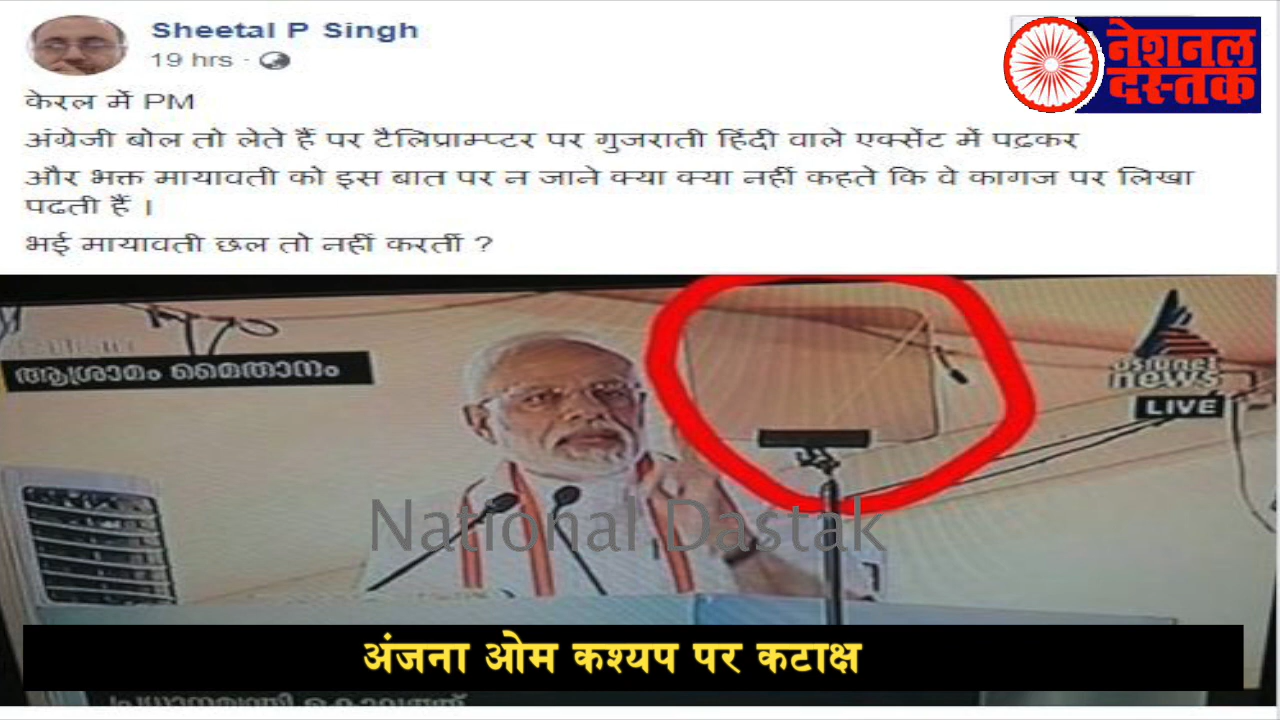 Sheetal P Singh
19 hrs ·
नेशनल
दस्तक
केरल में PM
अंग्रेजी बोल तो लेते हैं पर टैलिप्राम्प्टर पर गुजराती हिंदी वाले एक्सेंट में पढ़कर
और भक्त मायावती को इस बात पर न जाने क्या क्या नहीं कहते कि वे कागज पर लिखा
पढती हैं ।
भई मायावती छल तो नहीं करतीं ?
ആശ്രാമം മൈതാനം
asianet
news
LIVE
National Dastak
अंजना ओम कश्यप पर कटाक्ष